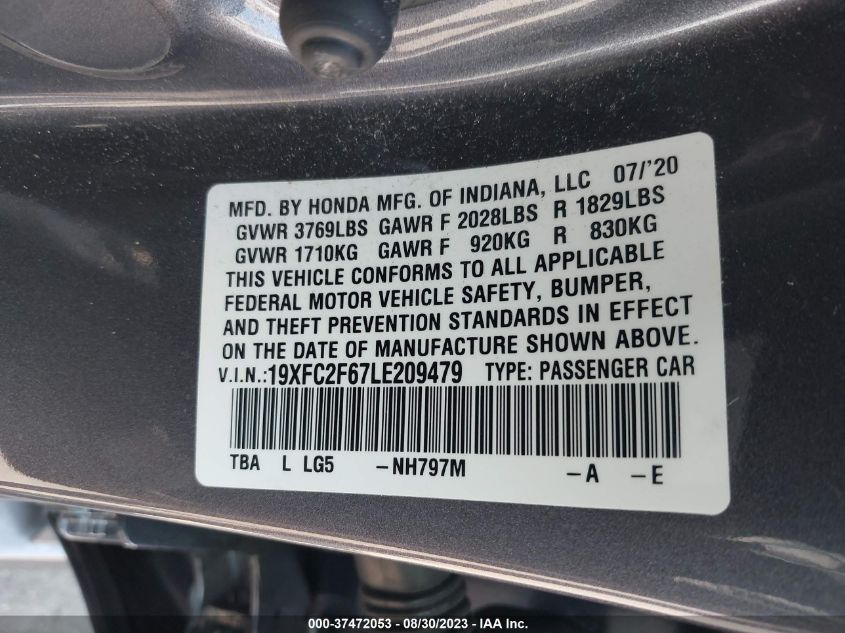 MFD. BY HONDA MFG. OF INDIANA, LLC 07/'20
GVWR 3769LBS GAWR F 2028LBS R 1829LBS
GVWR 1710KG GAWR F 920KG R 830KG
THIS VEHICLE CONFORMS TO ALL APPLICABLE
FEDERAL MOTOR VEHICLE SAFETY, BUMPER,
AND THEFT PREVENTION STANDARDS IN EFFECT
ON THE DATE OF MANUFACTURE SHOWN ABOVE.
V.I.N.:19XFC2F67LE209479 TYPE: PASSENGER CAR
TBA L LG5 -NH797M -A -E
000-37472053 - 08/30/2023 - IAA Inc.